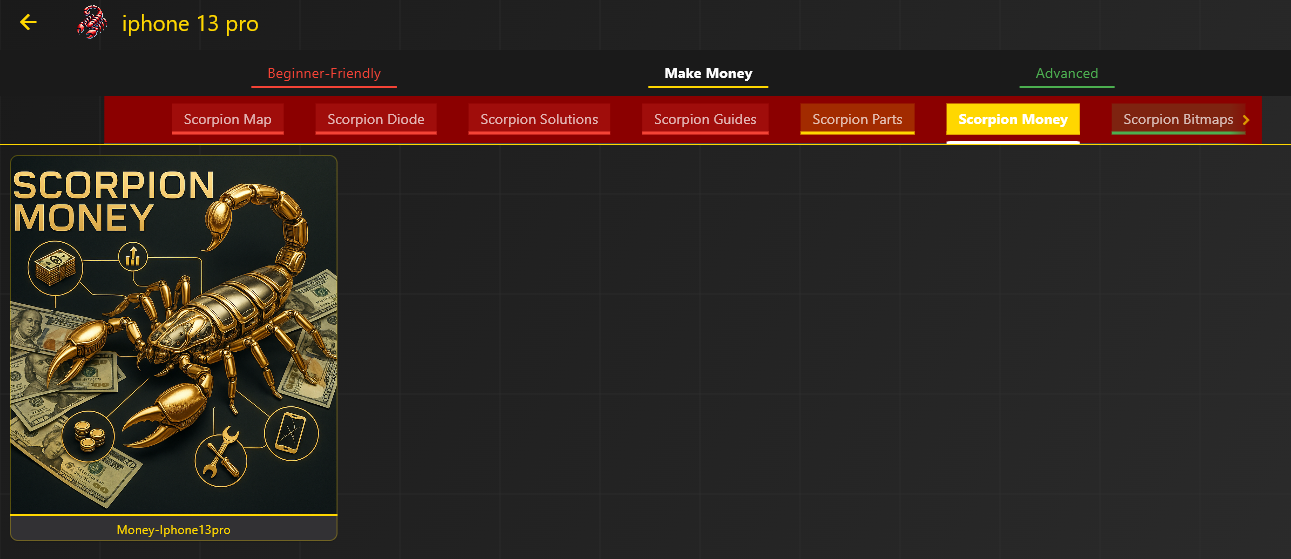 iphone 13 pro
Beginner-Friendly
Make Money
Advanced
Scorpion Map
Scorpion Diode
Scorpion Solutions
Scorpion Guides
Scorpion Parts
Scorpion Money
Scorpion Bitmaps
SCORPION
MONEY
Money-Iphone13pro